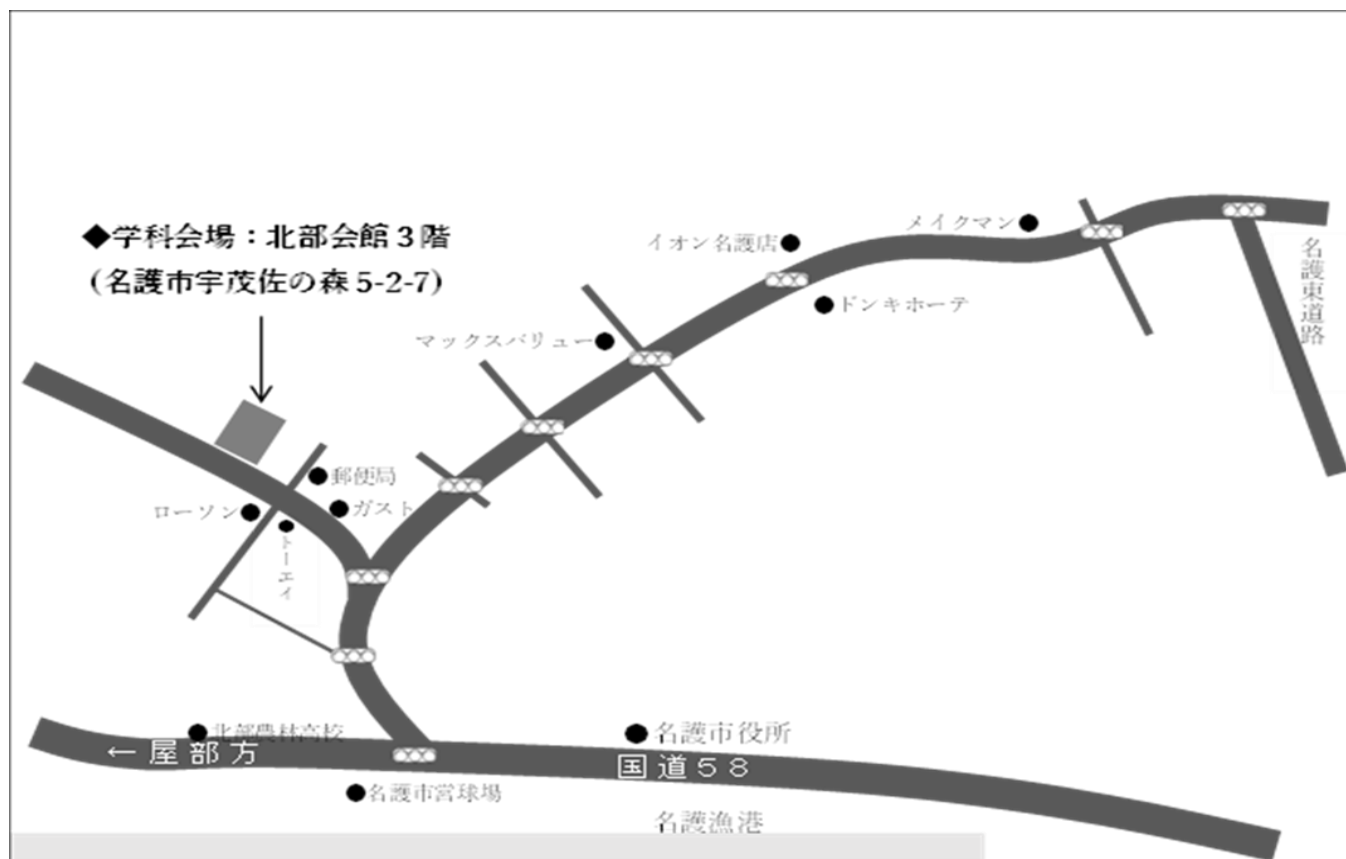 ◆学科会場：北部会館3階
(名護市宇茂佐の森5-2-7)
メイクマン
イオン名護店
名護東道路
ドンキホーテ
マックスバリュー
郵便局
ガスト
ローソン
トーエイ
北部農林高校
名護市役所
←屋部方
国道58
名護市営球場
名護漁港